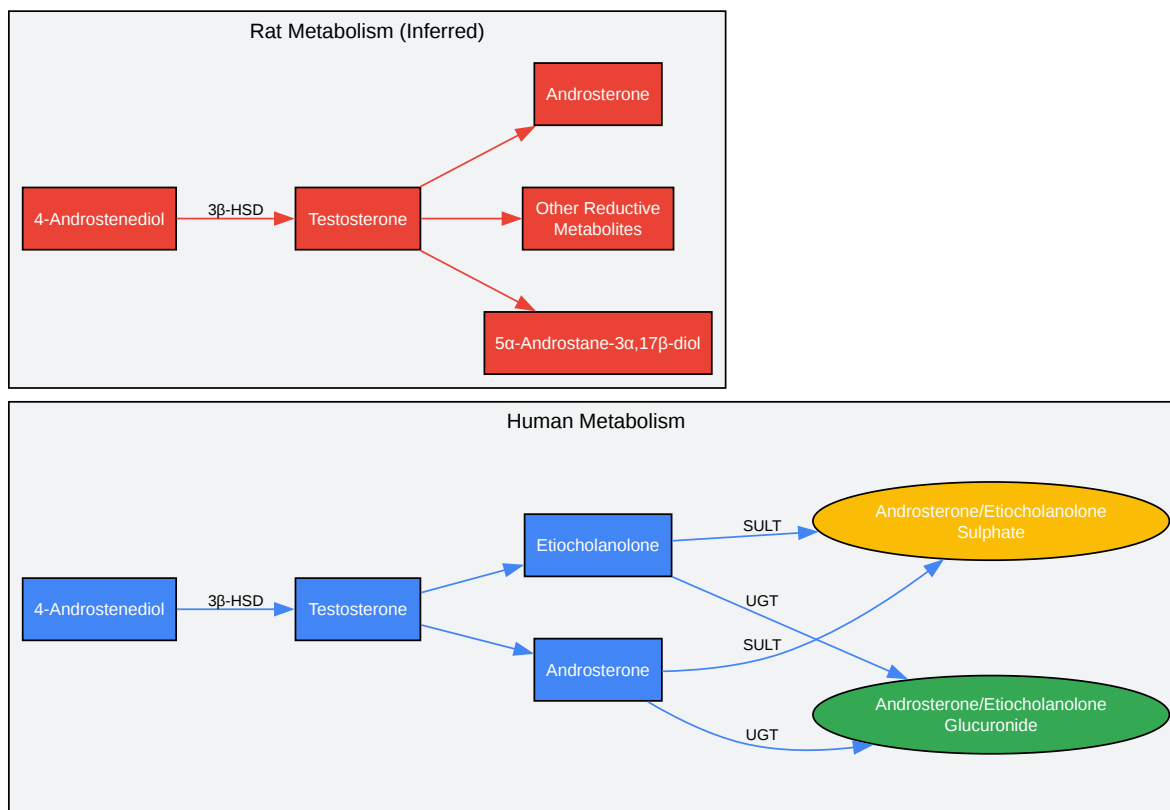 Rat Metabolism (Inferred)
Androsterone
4-Androstenediol
3β-HSD
Testosterone
Other Reductive
Metabolites
5α-Androstane-3α,17β-diol
Human Metabolism
Androsterone/Etiocholanolone
Sulphate
SULT
Etiocholanolone
4-Androstenediol
3β-HSD
Testosterone
UGT
SULT
Androsterone
Androsterone/Etiocholanolone
Glucuronide
UGT